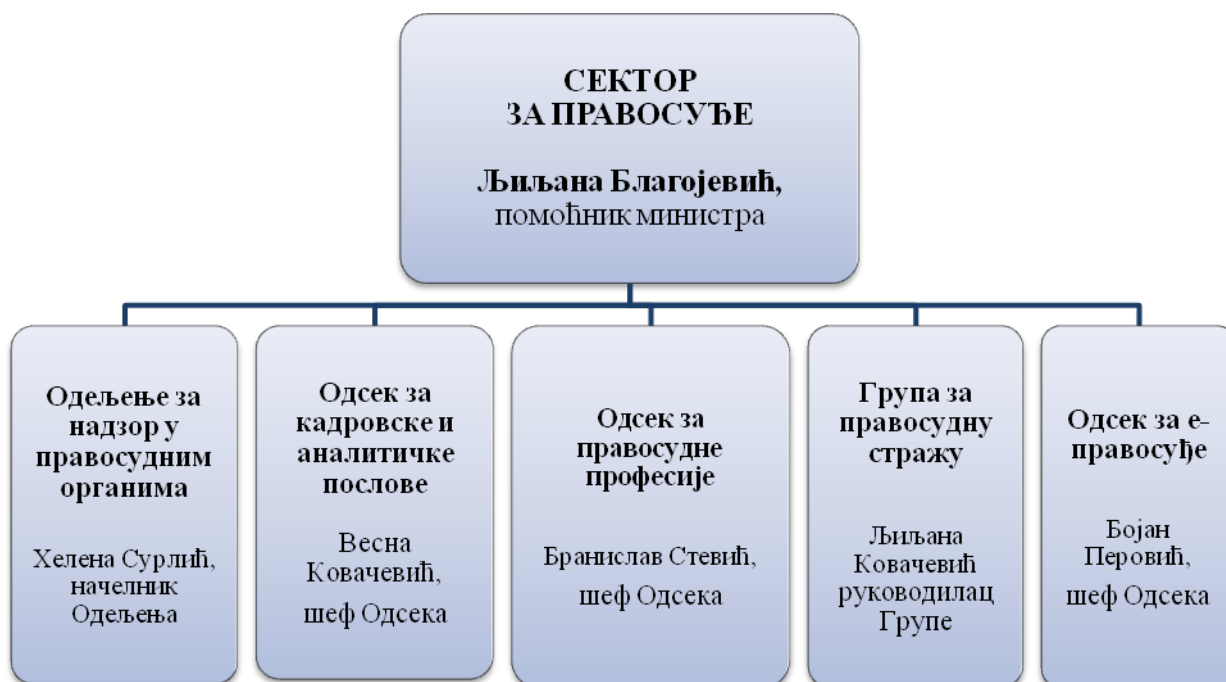 СЕКТОР
ЗА ПРАВОСУЂЕ
Љиљана Благојевић,
помоћник министра
Одељење за
надзор у
правосудним
органима
Хелена Сурлић,
начелник
Одељења
Одсек за
кадровске и
аналитичке
послове
Весна
Ковачевић,
шеф Одсека
Одсек за
правосудне
професије
Бранислав Стевић,
шеф Одсека
Група за
правосудну
стражу
Љиљана
Ковачевић
руководилац
Групе
Одсек за е-
правосуђе
Бојан
Перовић,
шеф Одсека